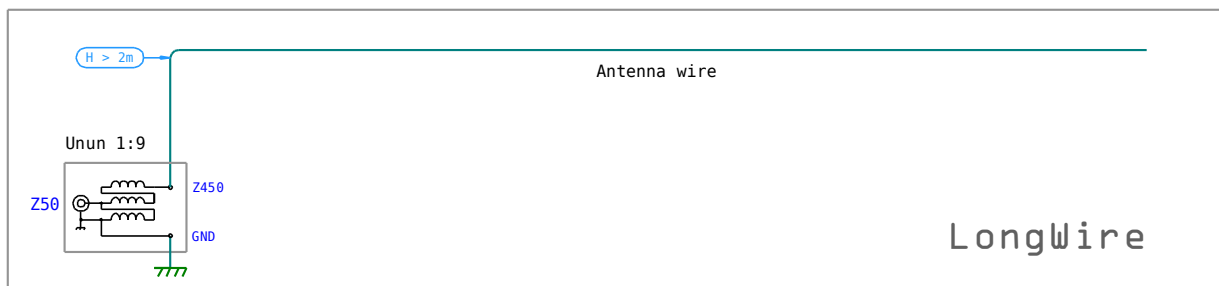 H > 2m
Antenna wire
Unun 1:9
Z450
Z50
GND
LongWire